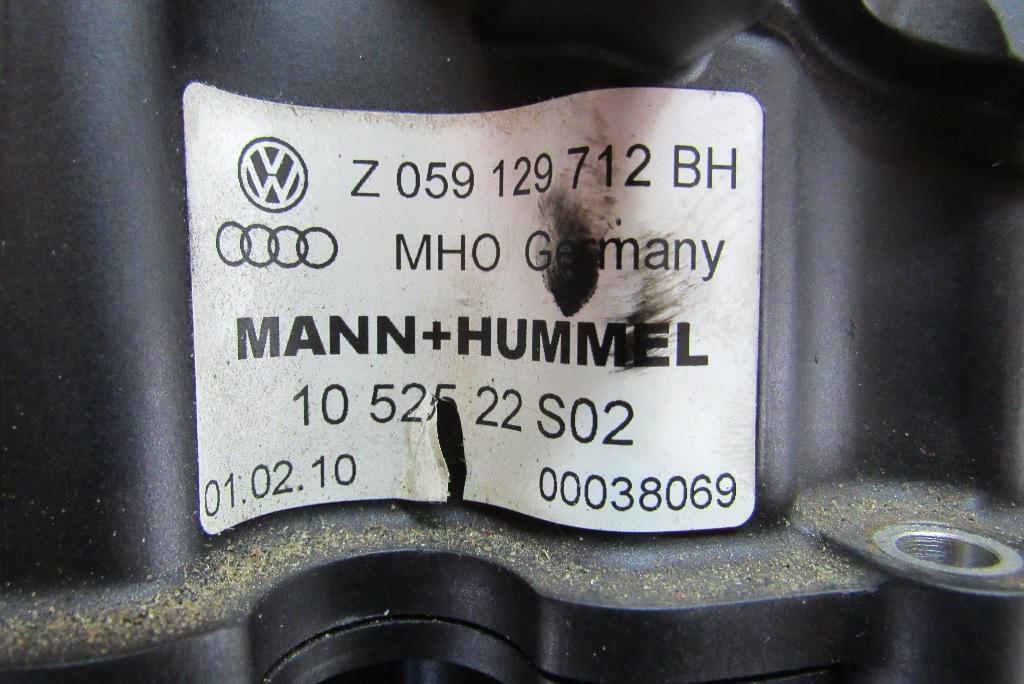 Z 059 129 712 BH
MHO Germany
MANN+HUMMEL
10 525 22 S02
01.02.10 00038069